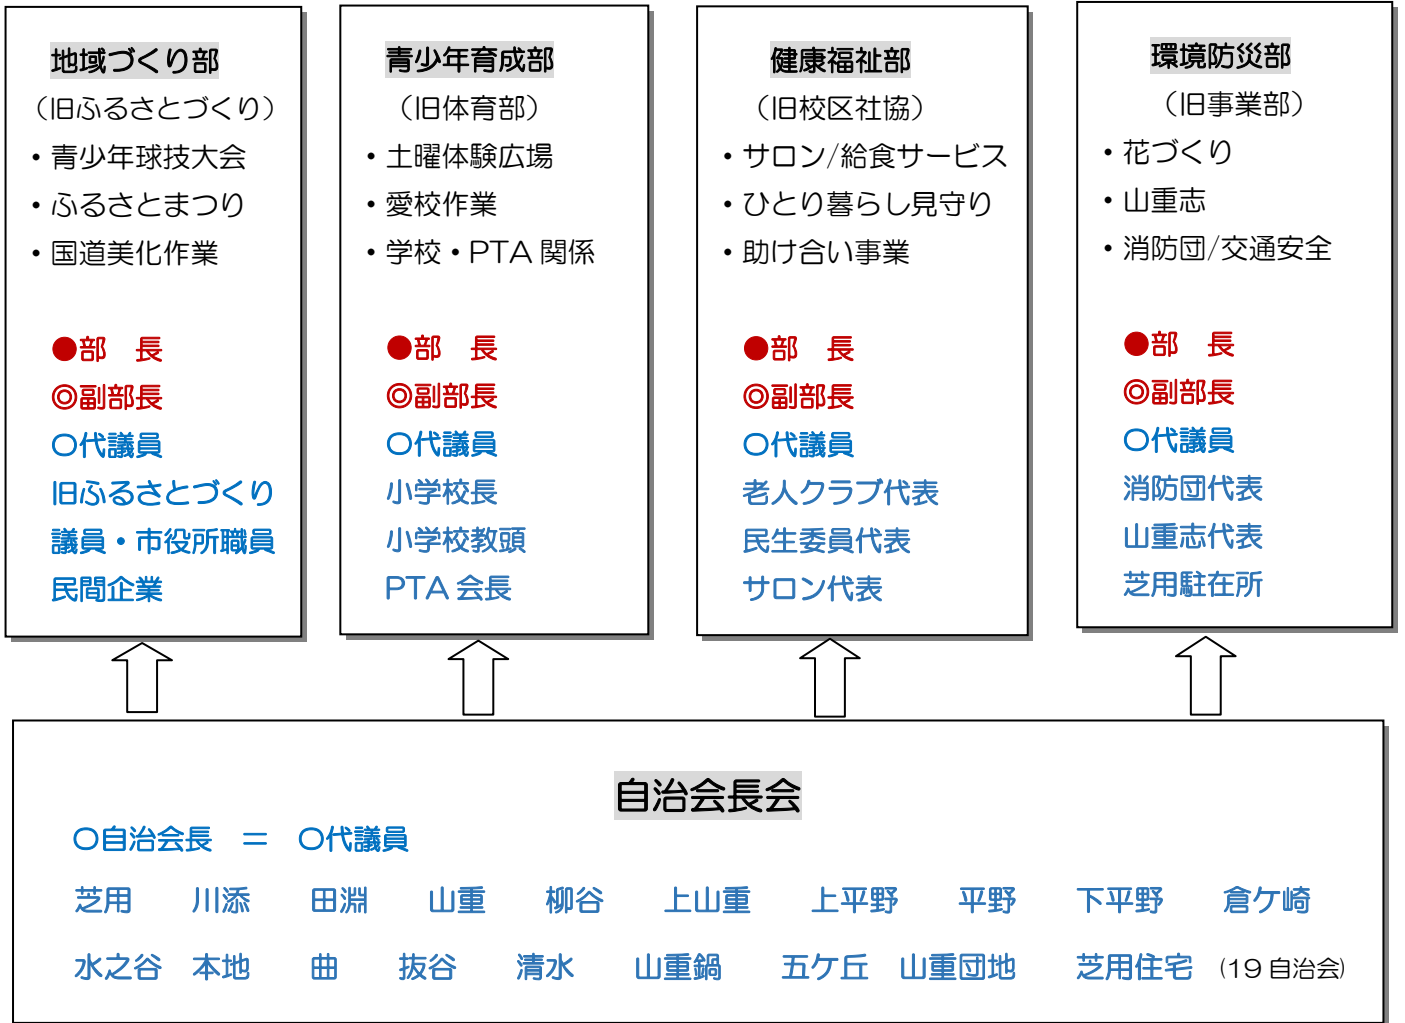 地域づくり部
（旧ふるさとづくり）
・青少年球技大会
・ふるさとまつり
・国道美化作業
●部　長
◎副部長
○代議員
旧ふるさとづくり
議員・市役所職員
民間企業
青少年育成部
（旧体育部）
・土曜体験広場
・愛校作業
・学校・PTA 関係
●部　長
◎副部長
○代議員
小学校長
小学校教頭
PTA 会長
健康福祉部
（旧校区社協）
・サロン/給食サービス
・ひとり暮らし見守り
・助け合い事業
●部　長
◎副部長
○代議員
老人クラブ代表
民生委員代表
サロン代表
環境防災部
（旧事業部）
・花づくり
・山重志
・消防団/交通安全
●部　長
◎副部長
○代議員
消防団代表
山重志代表
芝用駐在所
自治会長会
○自治会長　＝　○代議員
芝用　川添　田淵　山重　柳谷　上山重　上平野　平野　下平野　倉ケ崎
水之谷　本地　曲　抜谷　清水　山重鍋　五ケ丘　山重団地　芝用住宅　(19 自治会)